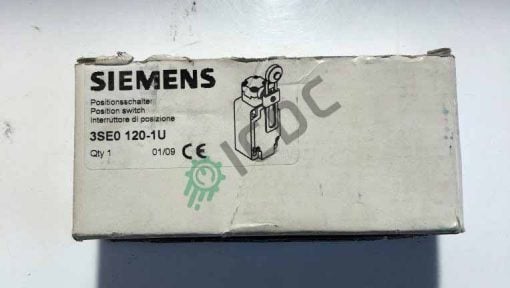 SIEMENS
Positionsschalter
Position switch
Interruttore di posizione
3SE0 120-1U
Qty 1 01/09 CE
ICDC